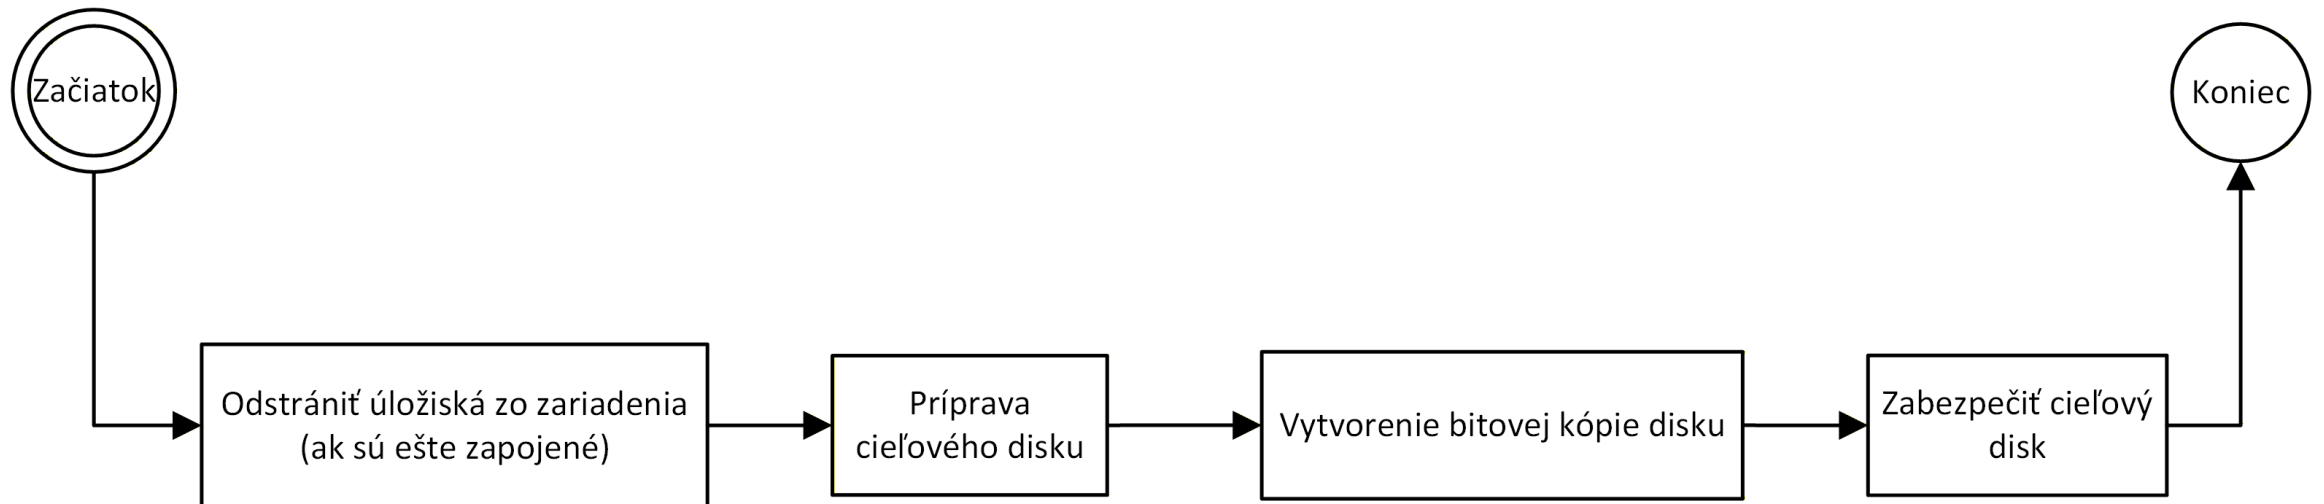 Začiatok
Koniec
Odstrániť úložiská zo zariadenia
(ak sú ešte zapojené)
Príprava
cieľového disku
Vytvorenie bitovej kópie disku
Zabezpečiť cieľový
disk